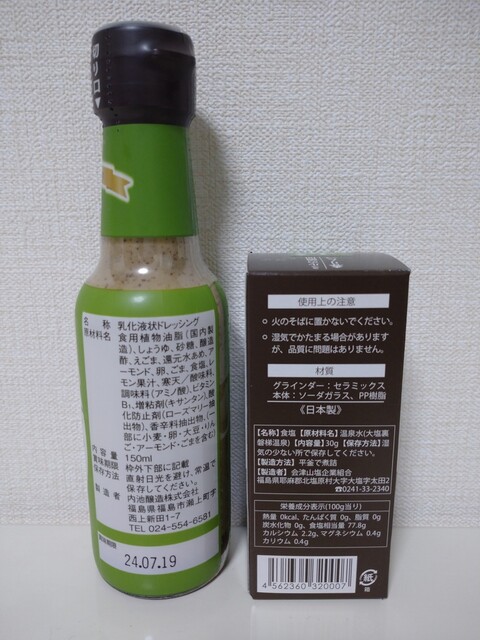 名称 乳化液状ドレッシング
原材料名 食用植物油脂(国内製
造)、しょうゆ、砂糖、醸造
酢、えごま、還元水あめ、ア
ーモンド、卵、ごま、食塩、レ
モン果汁、寒天／酸味料、
調味料(アミノ酸)、ビタミン
B₁、増粘剤(キサンタン)、酸
化防止剤(ローズマリー抽
出物)、香辛料抽出物、(一
部に小麦・卵・大豆・りん
ご・アーモンド・ごまを含む)
内容量 150ml
賞味期限 枠外下部に記載
保存方法 直射日光を避け、常温で
保存してください。
製造者 内池醸造株式会社
福島県福島市瀬上町字
西上新田1-7
TEL 024-554-6581
賞味期限
24.07.19
使用上の注意
● 火のそばに置かないでください。
● 湿気でかたまる場合があります
が、品質に問題はありません。
材質
グラインダー：セラミックス
本体：ソーダガラス、PP樹脂
《日本製》
【名称】食塩【原材料名】温泉水(大塩裏
磐梯温泉)【内容量】30g【保存方法】湿
気の少ない所で保存してください。
【製造方法】平釜で煮詰
【製造者】会津山塩企業組合
福島県耶麻郡北塩原村大字大塩字太田2
☎0241-33-2340
栄養成分表示(100g当り)
熱量 0kcal、たんぱく質 0g、脂質 0g
炭水化物 0g、食塩相当量 77.8g
カルシウム 2.2g、マグネシウム 0.4g
カリウム 0.4g
4 562360 320007
紙
箱